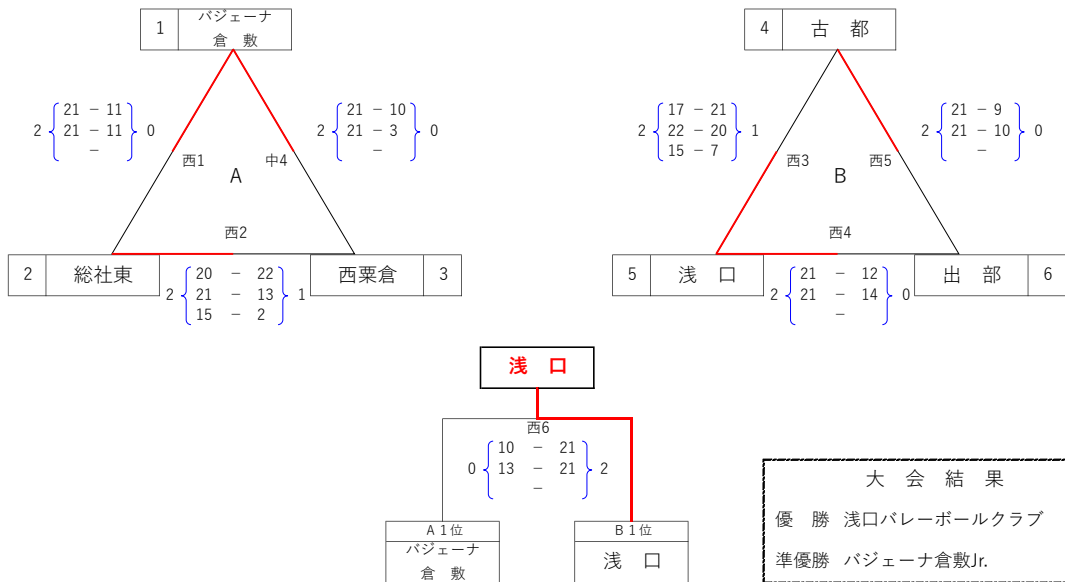 1 バジェーナ
倉 敷
4 古 都
21 － 11
2 21 － 11 0
－
21 － 10
2 21 － 3 0
－
17 － 21
2 22 － 20 1
15 － 7
21 － 9
2 21 － 10 0
－
西1 中4
A
西3 西5
B
西2
西4
2 総社東
西粟倉 3
5 浅 口
出 部 6
20 － 22
2 21 － 13 1
15 － 2
21 － 12
2 21 － 14 0
－
浅 口
西6
10 － 21
0 13 － 21 2
－
A１位
バジェーナ
倉 敷
B１位
浅 口
大 会 結 果
優 勝 浅口バレーボールクラブ
準優勝 バジェーナ倉敷Jr.